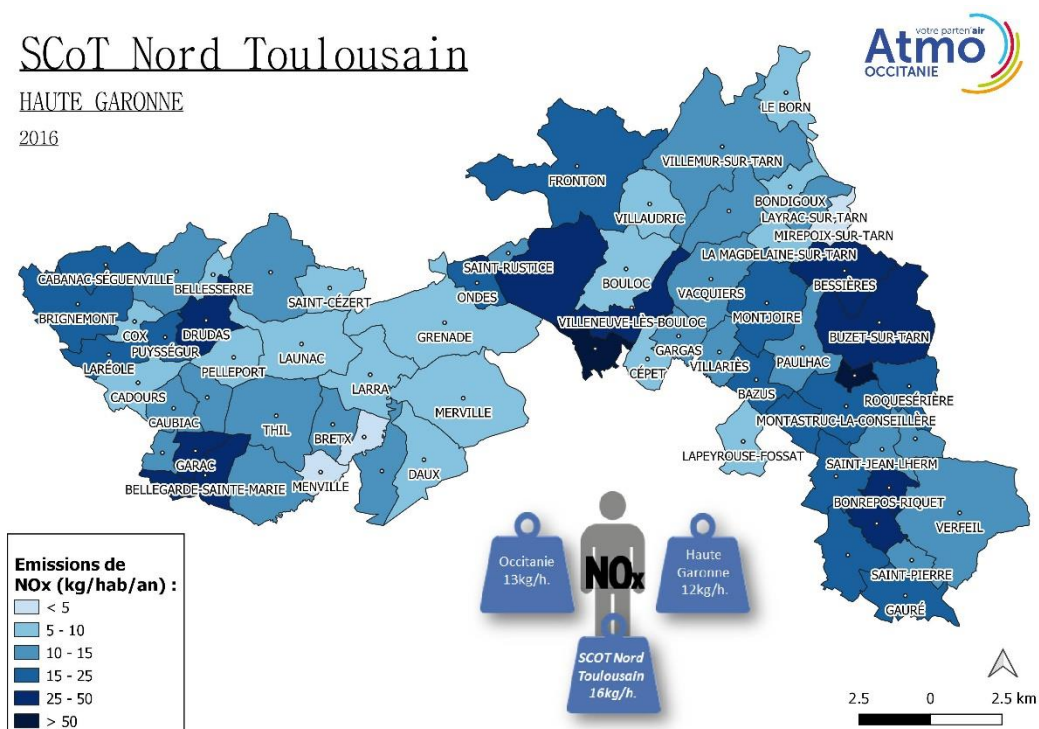 SCoT Nord Toulousain
HAUTE GARONNE
2016
votre parten'air
Atmo
OCCITANIE
LE BORN
VILLEMUR-SUR-TARN
FRONTON
BONDIGOUX
VILLAUDRIC
LAYRAC-SUR-TARN
MIREPOIX-SUR-TARN
LA MAGDELAINE-SUR-TARN
SAINT-RUSTICE
CABANAC-SÉGUENVILLE
BELLESSERRE
BOULOC
BESSIÈRES
SAINT-CÉZERT
ONDES
VACQUIERS
BRIGNEMONT
COX
DRUDAS
VILLENEUVE-LÈS-BOULOC
MONTJOIRE
PUYSSÉGUR
LAUNAC
GRENADE
BUZET-SUR-TARN
GARGAS
PAULHAC
LARÉOLE
PELLEPORT
CÉPET
VILLARIÈS
LARRA
CADOURS
MERVILLE
BAZUS
ROQUESÉRIÈRE
CAUBIAC
THIL
BRETX
MONTASTRUC-LA-CONSEILLÈRE
GARAC
LAPEYROUSE-FOSSAT
SAINT-JEAN-LHERM
DAUX
BELLEGARDE-SAINTE-MARIE
MENVILLE
BONREPOS-RIQUET
VERFEIL
SAINT-PIERRE
GAURÉ
Occitanie
13kg/h.
NOx
Haute
Garonne
12kg/h.
SCOT Nord
Toulousain
16kg/h.
Emissions de
NOx (kg/hab/an) :
< 5
5 - 10
10 - 15
15 - 25
25 - 50
> 50
2.5 0 2.5 km